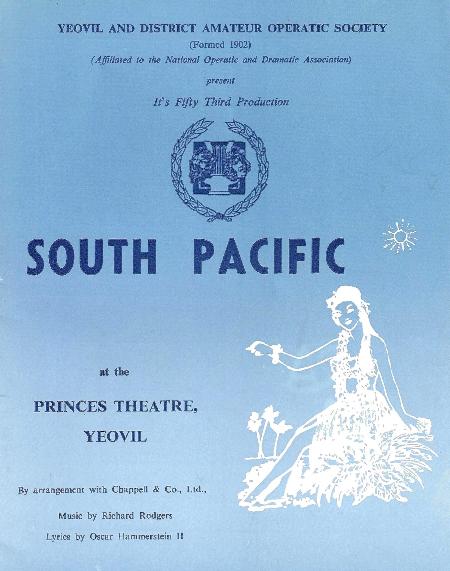 YEOVIL AND DISTRICT AMATEUR OPERATIC SOCIETY
(Formed 1902)
(Affiliated to the National Operatic and Dramatic Association)
present
It's Fifty Third Production
SOUTH PACIFIC
at the
PRINCES THEATRE,
YEOVIL
By arrangement with Chappell & Co., Ltd.,
Music by Richard Rodgers
Lyrics by Oscar Hammerstein II